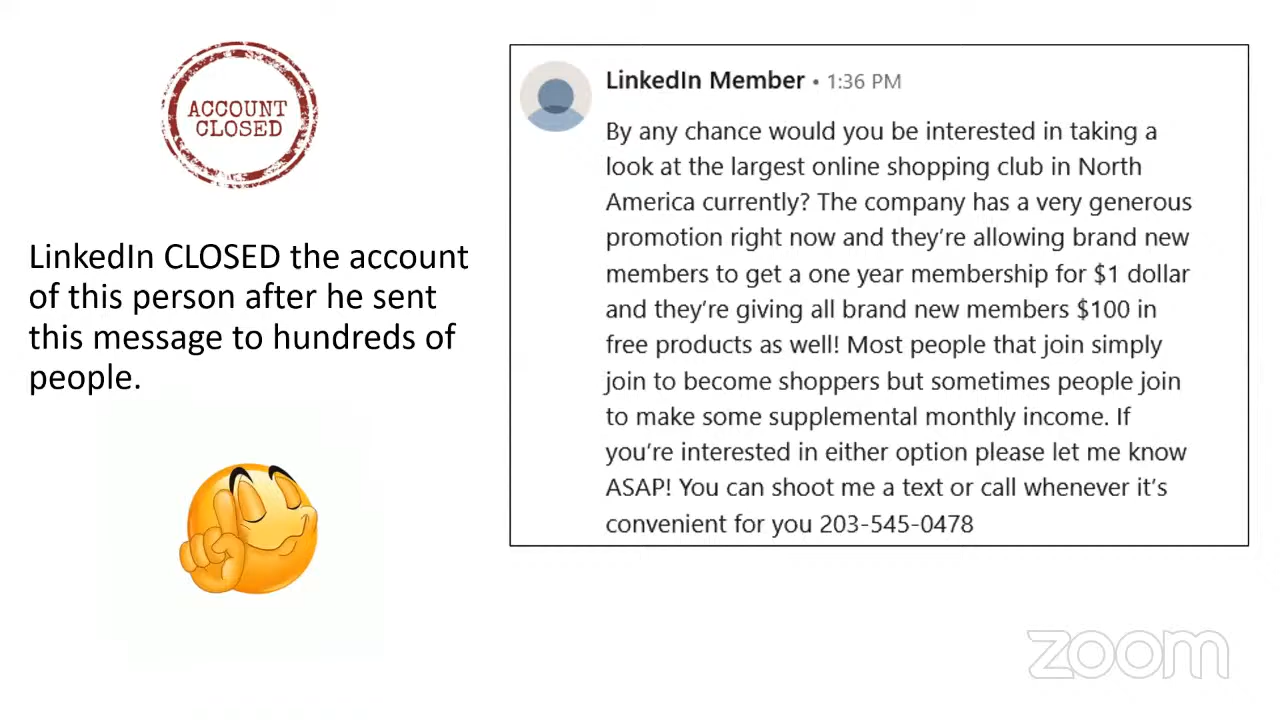 ACCOUNT
CLOSED
LinkedIn CLOSED the account
of this person after he sent
this message to hundreds of
people.
LinkedIn Member • 1:36 PM
By any chance would you be interested in taking a
look at the largest online shopping club in North
America currently? The company has a very generous
promotion right now and they're allowing brand new
members to get a one year membership for $1 dollar
and they're giving all brand new members $100 in
free products as well! Most people that join simply
join to become shoppers but sometimes people join
to make some supplemental monthly income. If
you're interested in either option please let me know
ASAP! You can shoot me a text or call whenever it's
convenient for you 203-545-0478
zoom